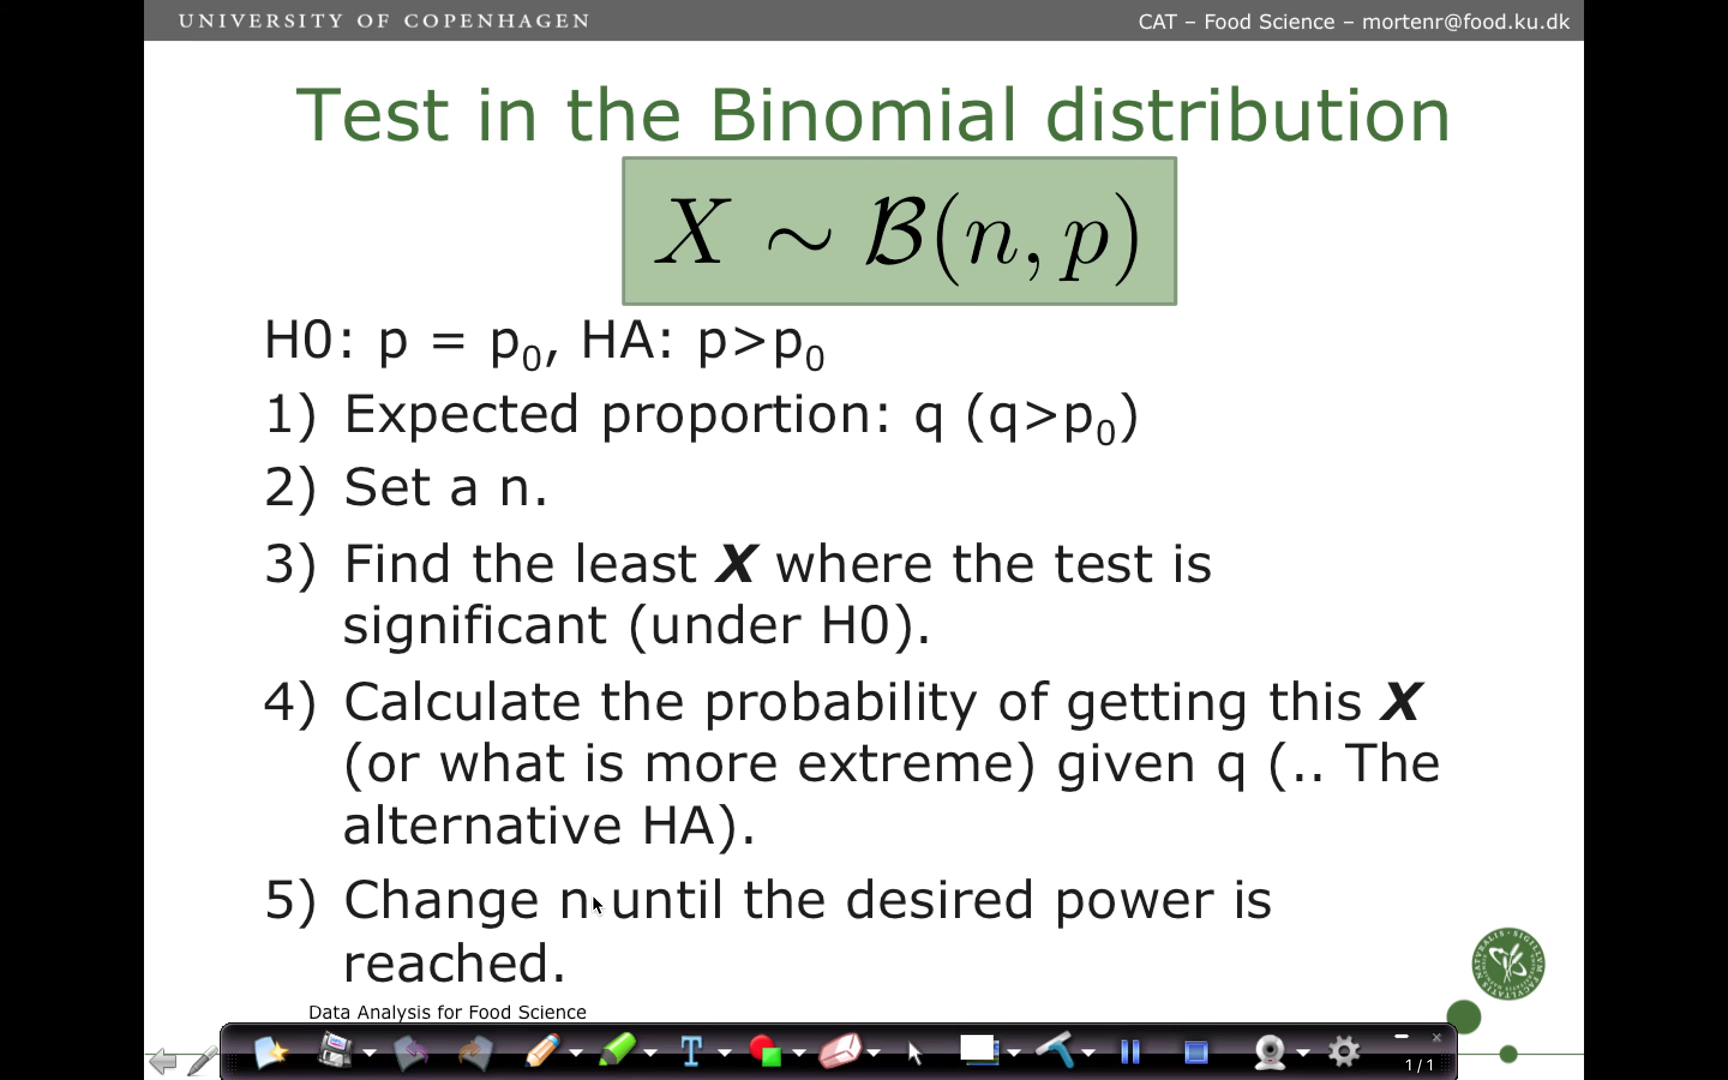 UNIVERSITY OF COPENHAGEN
CAT – Food Science – mortenr@food.ku.dk
Test in the Binomial distribution
X ~ B(n, p)
H0: p = p₀, HA: p>p₀
1) Expected proportion: q (q>p₀)
2) Set a n.
3) Find the least X where the test is
significant (under H0).
4) Calculate the probability of getting this X
(or what is more extreme) given q (.. The
alternative HA).
5) Change n until the desired power is
reached.
Data Analysis for Food Science
T
1 / 1